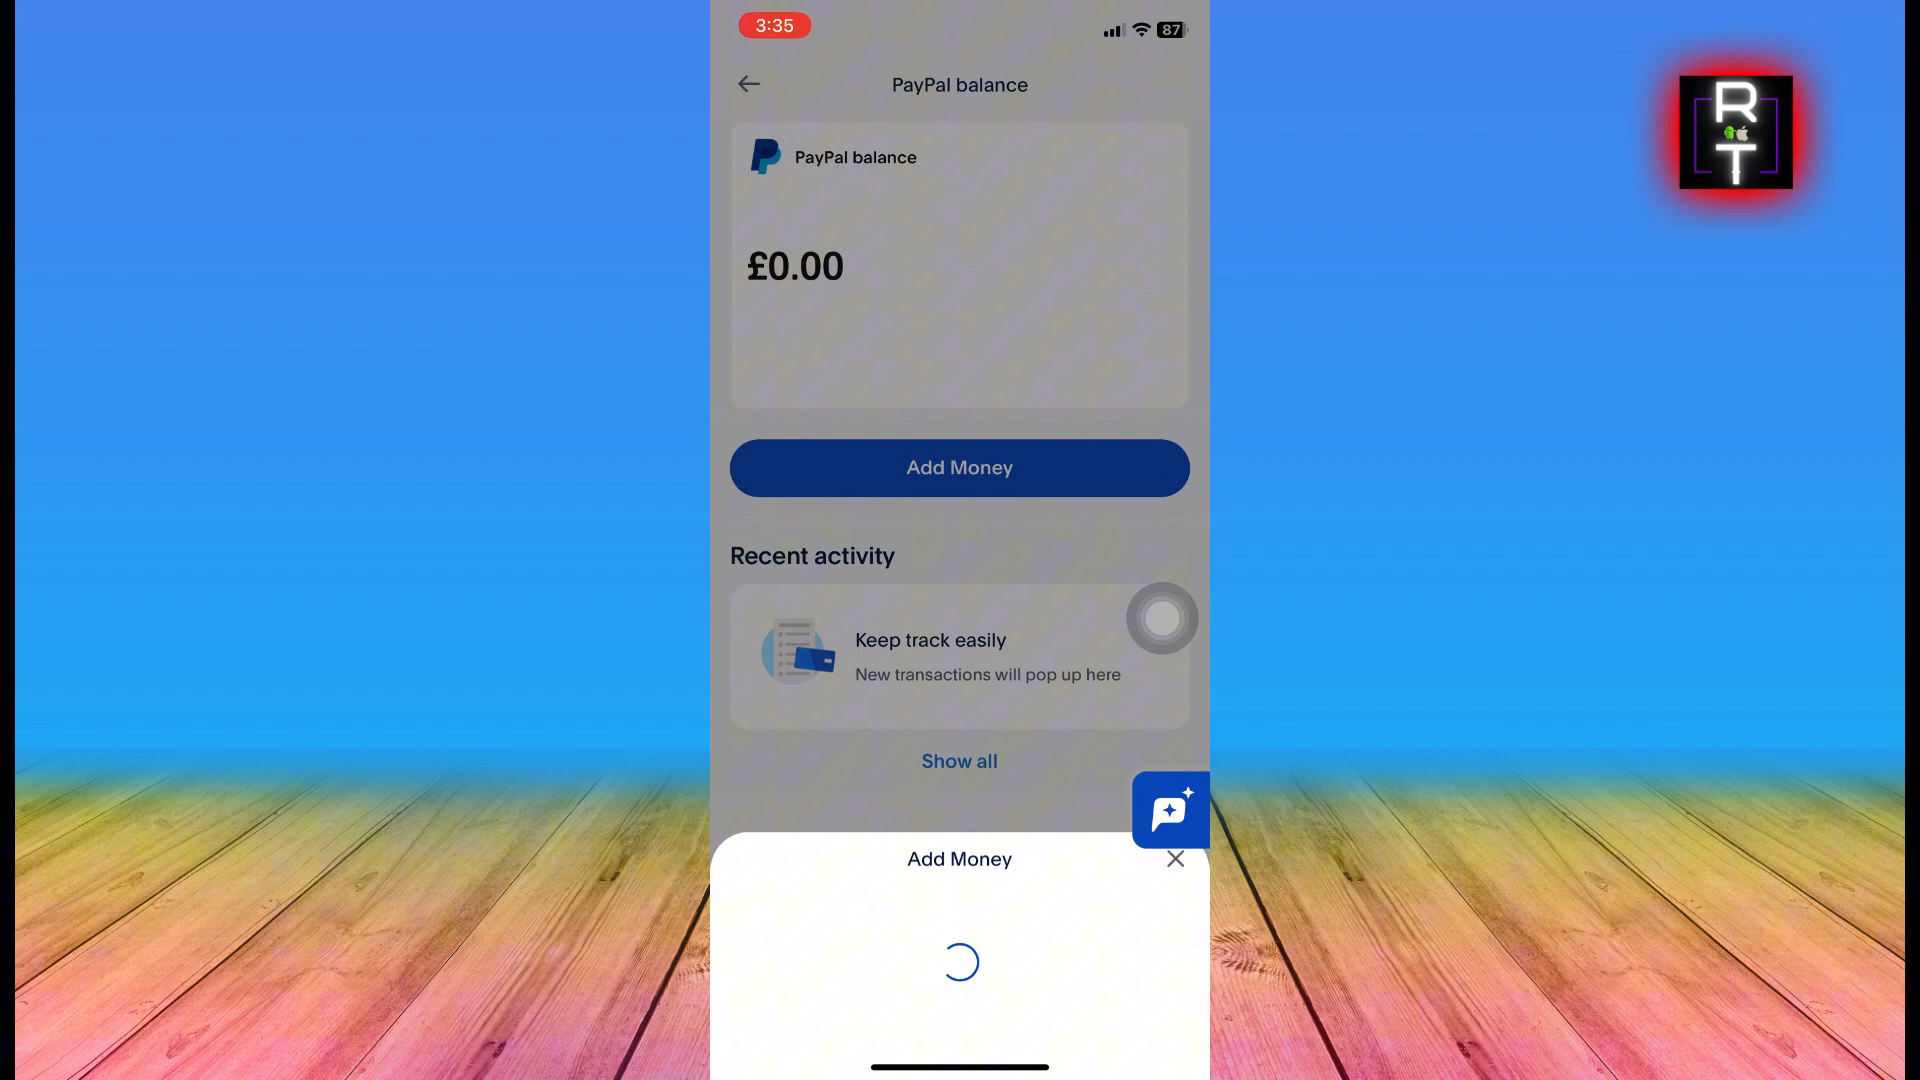 3:35
87
PayPal balance
PayPal balance
£0.00
Add Money
Recent activity
Keep track easily
New transactions will pop up here
Show all
Add Money
R
T